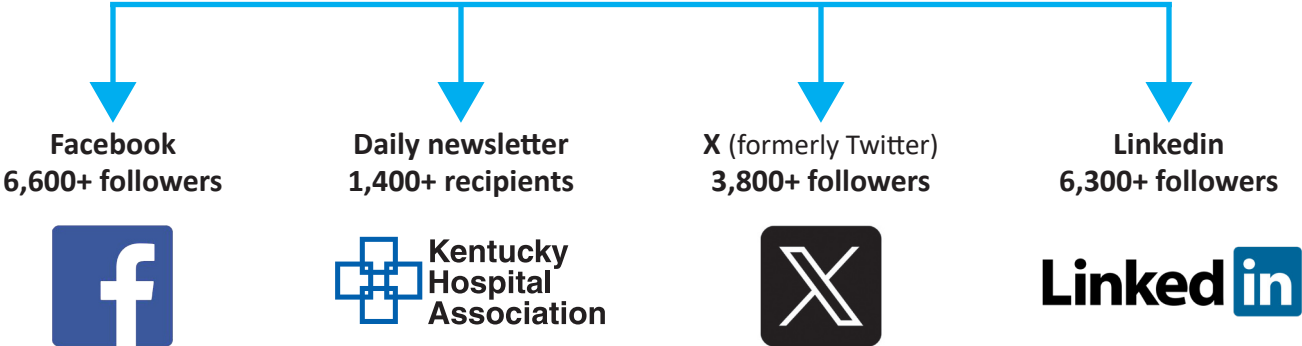 Facebook
6,600+ followers
Daily newsletter
1,400+ recipients
X (formerly Twitter)
3,800+ followers
Linkedin
6,300+ followers
f
Kentucky
Hospital
Association
X
Linked in